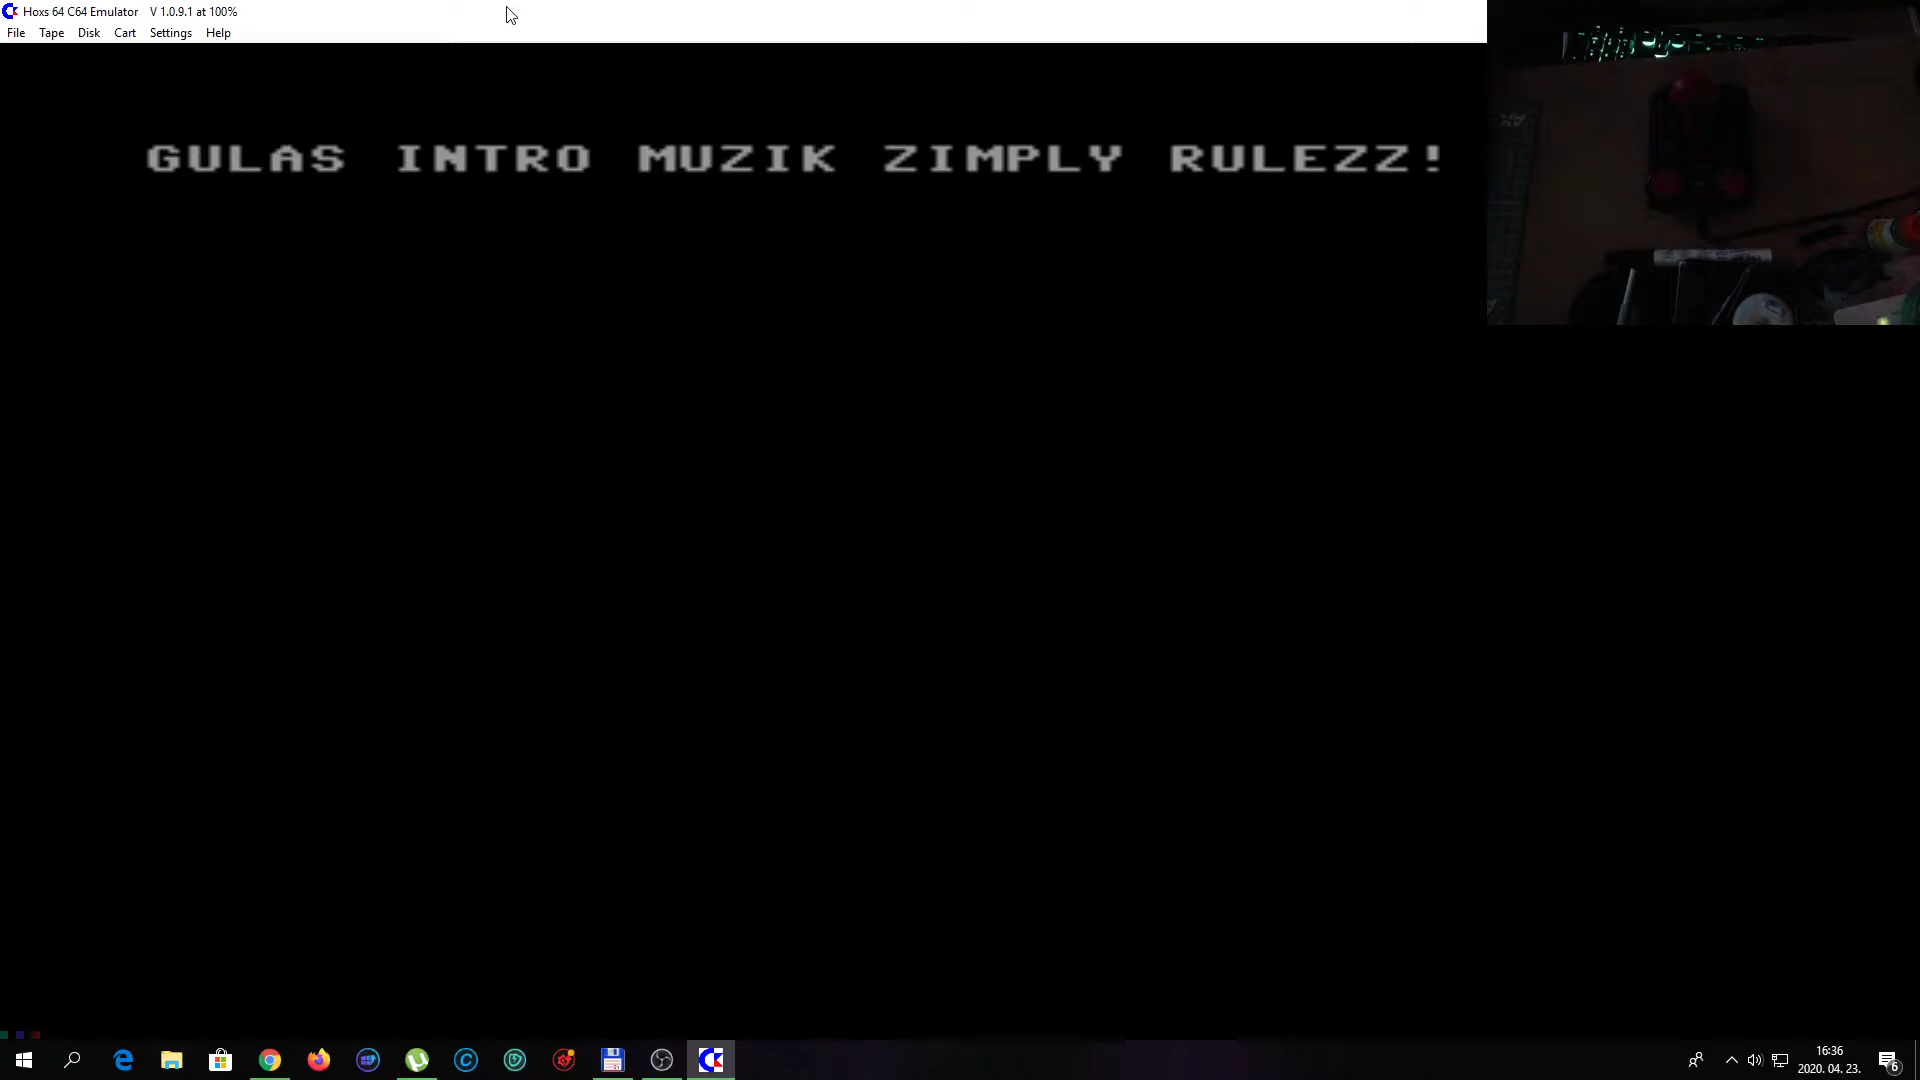 Hoxs 64 C64 Emulator V 1.0.9.1 at 100%
File Tape Disk Cart Settings Help
GULAS INTRO MUZIK ZIMPLY RULEZZ!
16:36
2020. 04. 23.
6